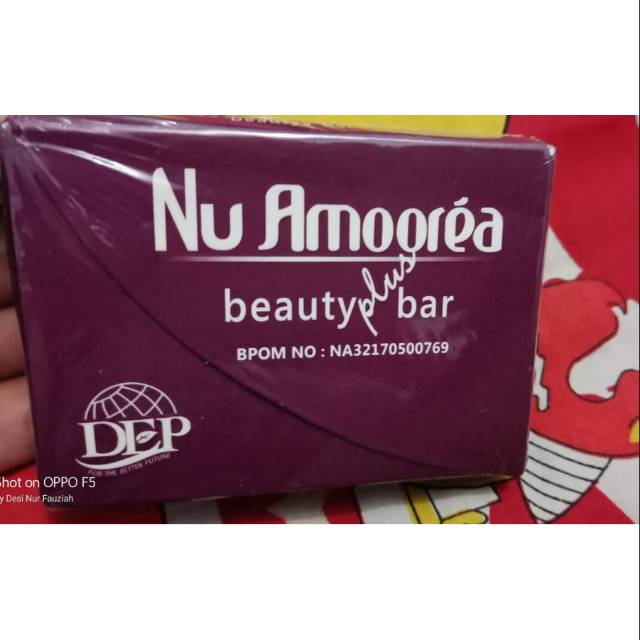 Nu Amooréa
beauty plus bar
BPOM NO : NA32170500769
DEP
FOR THE BETTER FUTURE
Shot on OPPO F5
By Desi Nur Fauziah